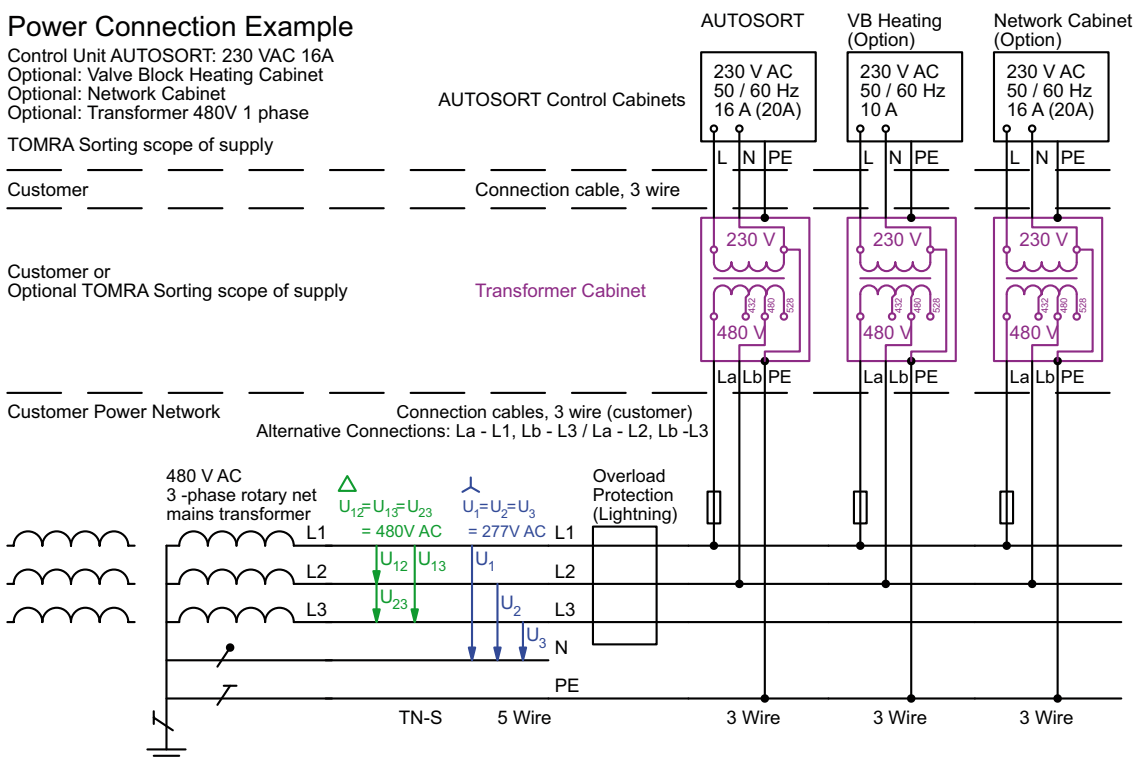 Power Connection Example
Control Unit AUTOSORT: 230 VAC 16A
Optional: Valve Block Heating Cabinet
Optional: Network Cabinet
Optional: Transformer 480V 1 phase
TOMRA Sorting scope of supply
AUTOSORT Control Cabinets
AUTOSORT
230 V AC
50 / 60 Hz
16 A (20A)
L N PE
VB Heating
(Option)
230 V AC
50 / 60 Hz
10 A
L N PE
Network Cabinet
(Option)
230 V AC
50 / 60 Hz
16 A (20A)
L N PE
Customer
Connection cable, 3 wire
Customer or
Optional TOMRA Sorting scope of supply
Transformer Cabinet
230 V
432 480 528
480 V
La Lb PE
230 V
432 480 528
480 V
La Lb PE
230 V
432 480 528
480 V
La Lb PE
Customer Power Network
Connection cables, 3 wire (customer)
Alternative Connections: La - L1, Lb - L3 / La - L2, Lb -L3
480 V AC
3 -phase rotary net
mains transformer
U12=U13=U23
= 480V AC
U1=U2=U3
= 277V AC
Overload
Protection
(Lightning)
L1 L1
U12 U13 U1
L2 L2
U23 U2
L3 L3
U3
N
PE
TN-S 5 Wire 3 Wire 3 Wire 3 Wire